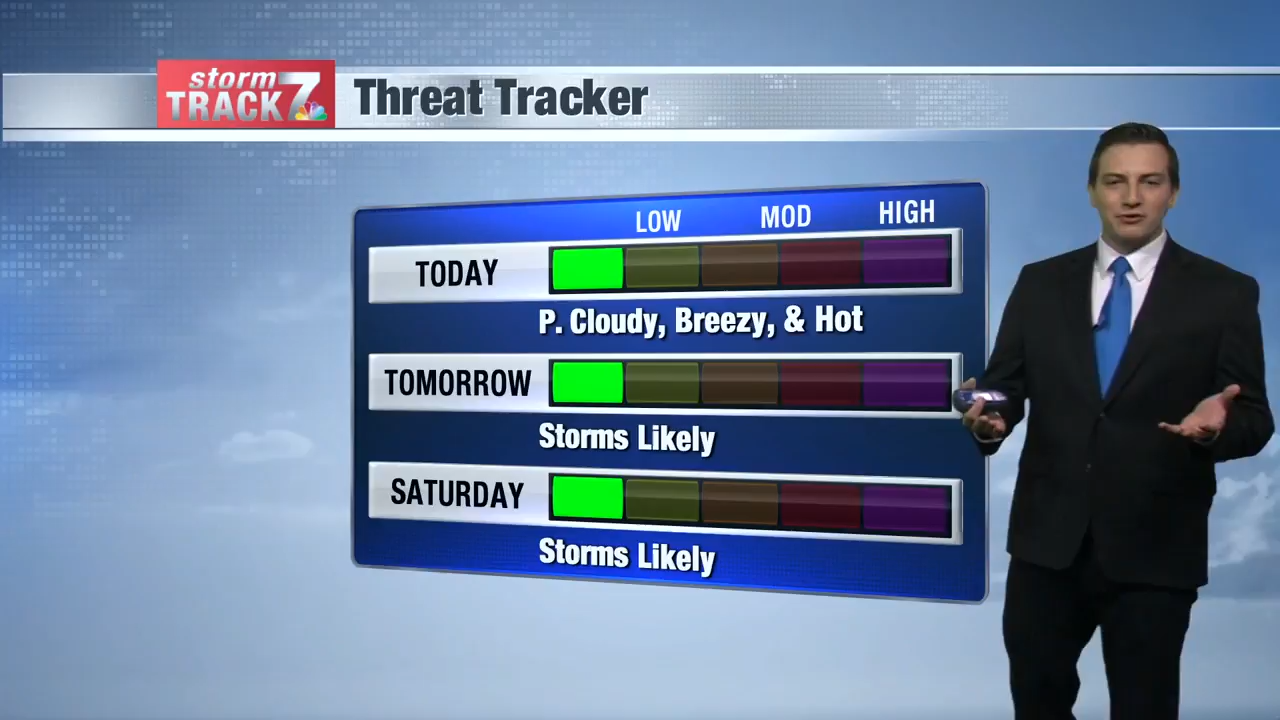 storm
TRACK 7
Threat Tracker
LOW MOD HIGH
TODAY
P. Cloudy, Breezy, & Hot
TOMORROW
Storms Likely
SATURDAY
Storms Likely